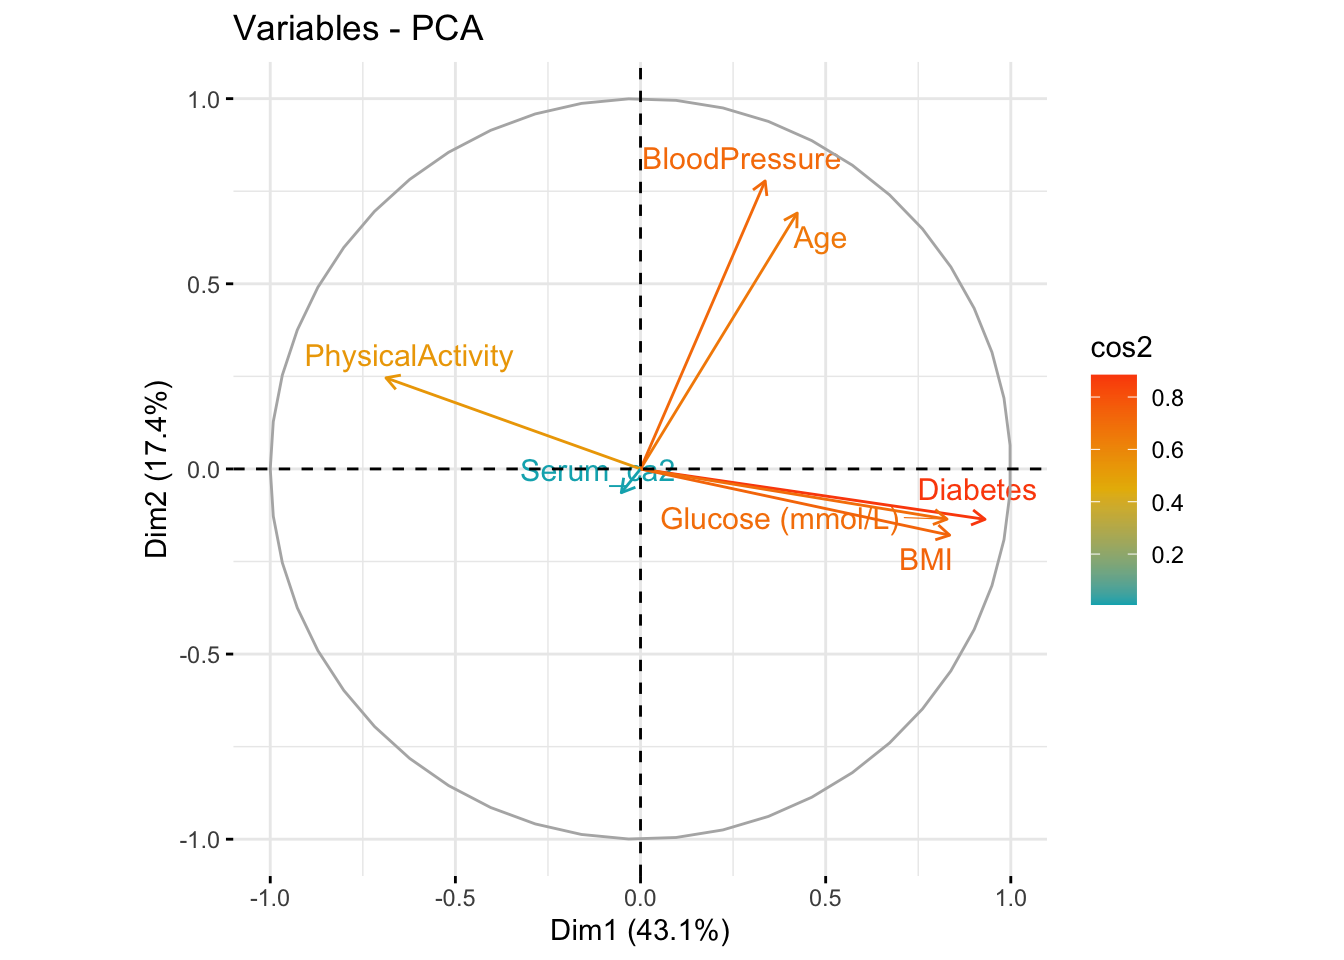 Variables - PCA
1.0
BloodPressure
Age
0.5
PhysicalActivity
cos2
0.8
0.6
0.4
0.2
Dim2 (17.4%)
0.0
Serum_ca2
Diabetes
Glucose (mmol/L)
BMI
-0.5
-1.0
-1.0
-0.5
0.0
0.5
1.0
Dim1 (43.1%)